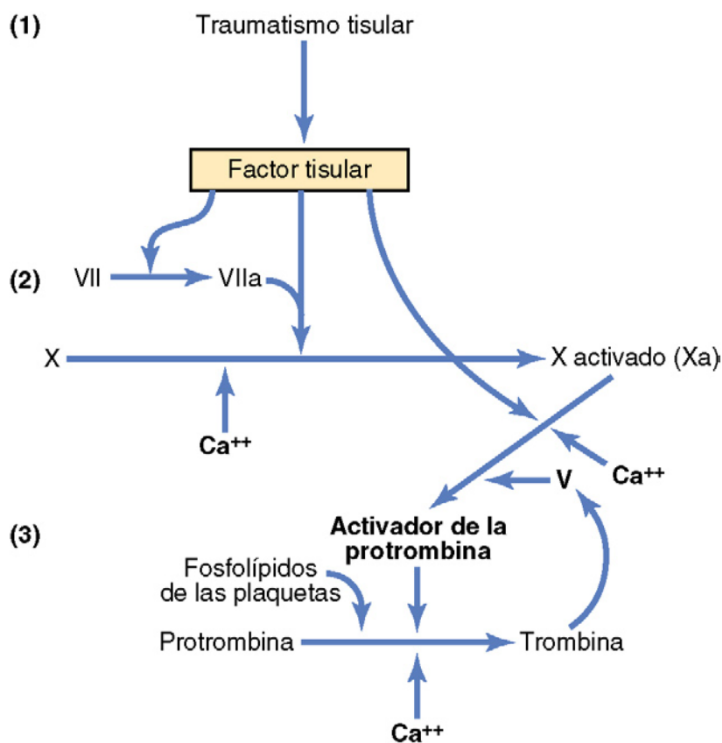 (1)
Traumatismo tisular
Factor tisular
(2)
VII
VIIa
X
X activado (Xa)
Ca⁺⁺
Ca⁺⁺
V
(3)
Activador de la
protrombina
Fosfolípidos
de las plaquetas
Protrombina
Trombina
Ca⁺⁺